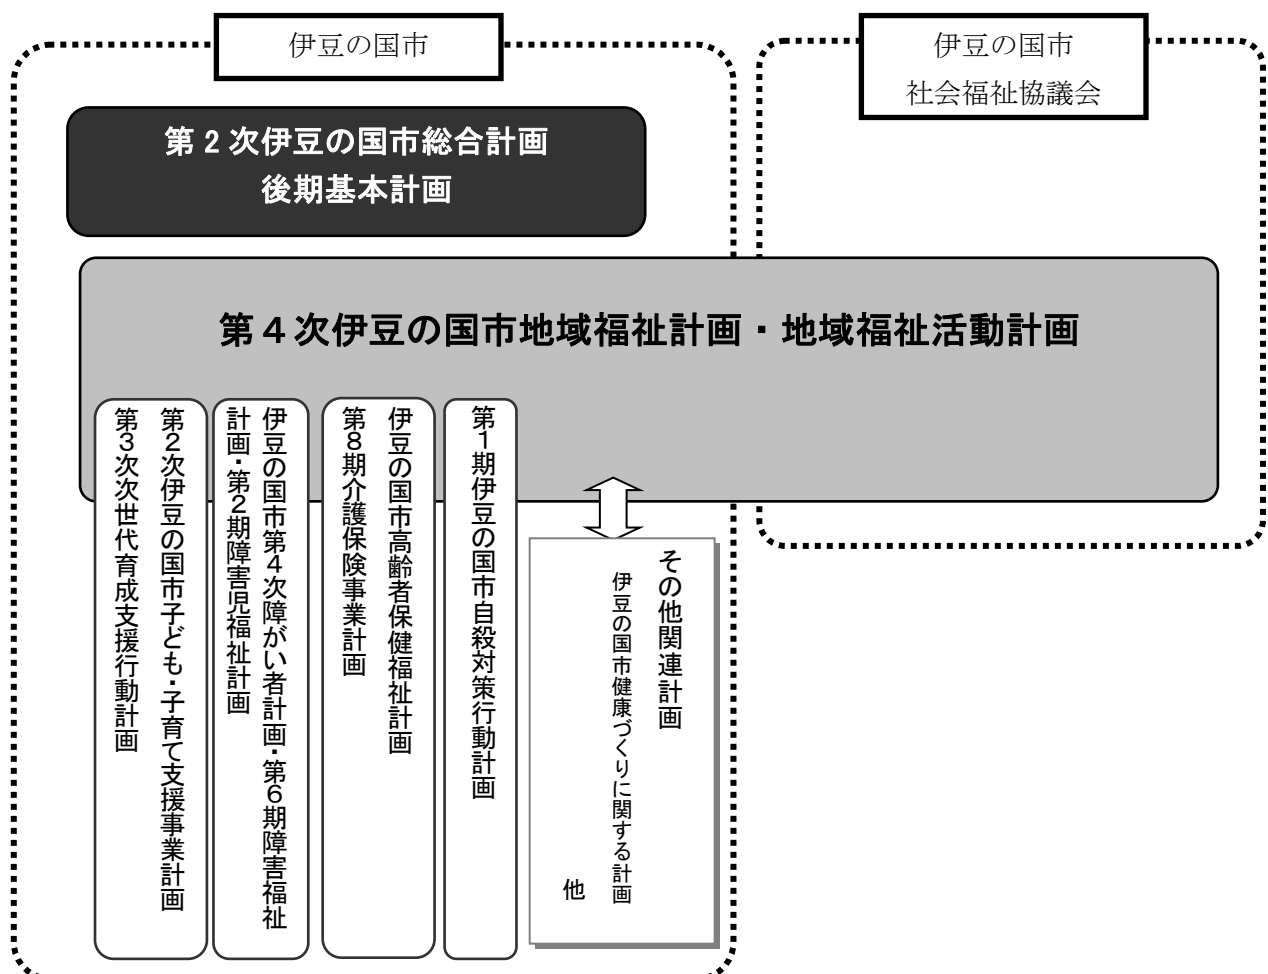 伊豆の国市
伊豆の国市
社会福祉協議会
第2次伊豆の国市総合計画
後期基本計画
第4次伊豆の国市地域福祉計画・地域福祉活動計画
第2次伊豆の国市子ども・子育て支援事業計画
第3次次世代育成支援行動計画
伊豆の国市第4次障がい者計画・第6期障害福祉
計画・第2期障害児福祉計画
伊豆の国市高齢者保健福祉計画
第8期介護保険事業計画
第1期伊豆の国市自殺対策行動計画
その他関連計画
伊豆の国市健康づくりに関する計画
他